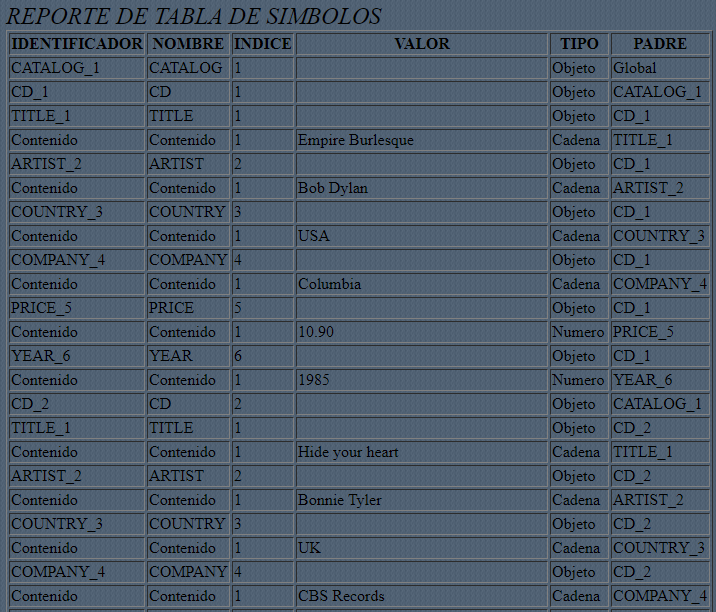 REPORTE DE TABLA DE SIMBOLOS
IDENTIFICADOR NOMBRE INDICE VALOR TIPO PADRE
CATALOG_1 CATALOG 1 Objeto Global
CD_1 CD 1 Objeto CATALOG_1
TITLE_1 TITLE 1 Objeto CD_1
Contenido Contenido 1 Empire Burlesque Cadena TITLE_1
ARTIST_2 ARTIST 2 Objeto CD_1
Contenido Contenido 1 Bob Dylan Cadena ARTIST_2
COUNTRY_3 COUNTRY 3 Objeto CD_1
Contenido Contenido 1 USA Cadena COUNTRY_3
COMPANY_4 COMPANY 4 Objeto CD_1
Contenido Contenido 1 Columbia Cadena COMPANY_4
PRICE_5 PRICE 5 Objeto CD_1
Contenido Contenido 1 10.90 Numero PRICE_5
YEAR_6 YEAR 6 Objeto CD_1
Contenido Contenido 1 1985 Numero YEAR_6
CD_2 CD 2 Objeto CATALOG_1
TITLE_1 TITLE 1 Objeto CD_2
Contenido Contenido 1 Hide your heart Cadena TITLE_1
ARTIST_2 ARTIST 2 Objeto CD_2
Contenido Contenido 1 Bonnie Tyler Cadena ARTIST_2
COUNTRY_3 COUNTRY 3 Objeto CD_2
Contenido Contenido 1 UK Cadena COUNTRY_3
COMPANY_4 COMPANY 4 Objeto CD_2
Contenido Contenido 1 CBS Records Cadena COMPANY_4